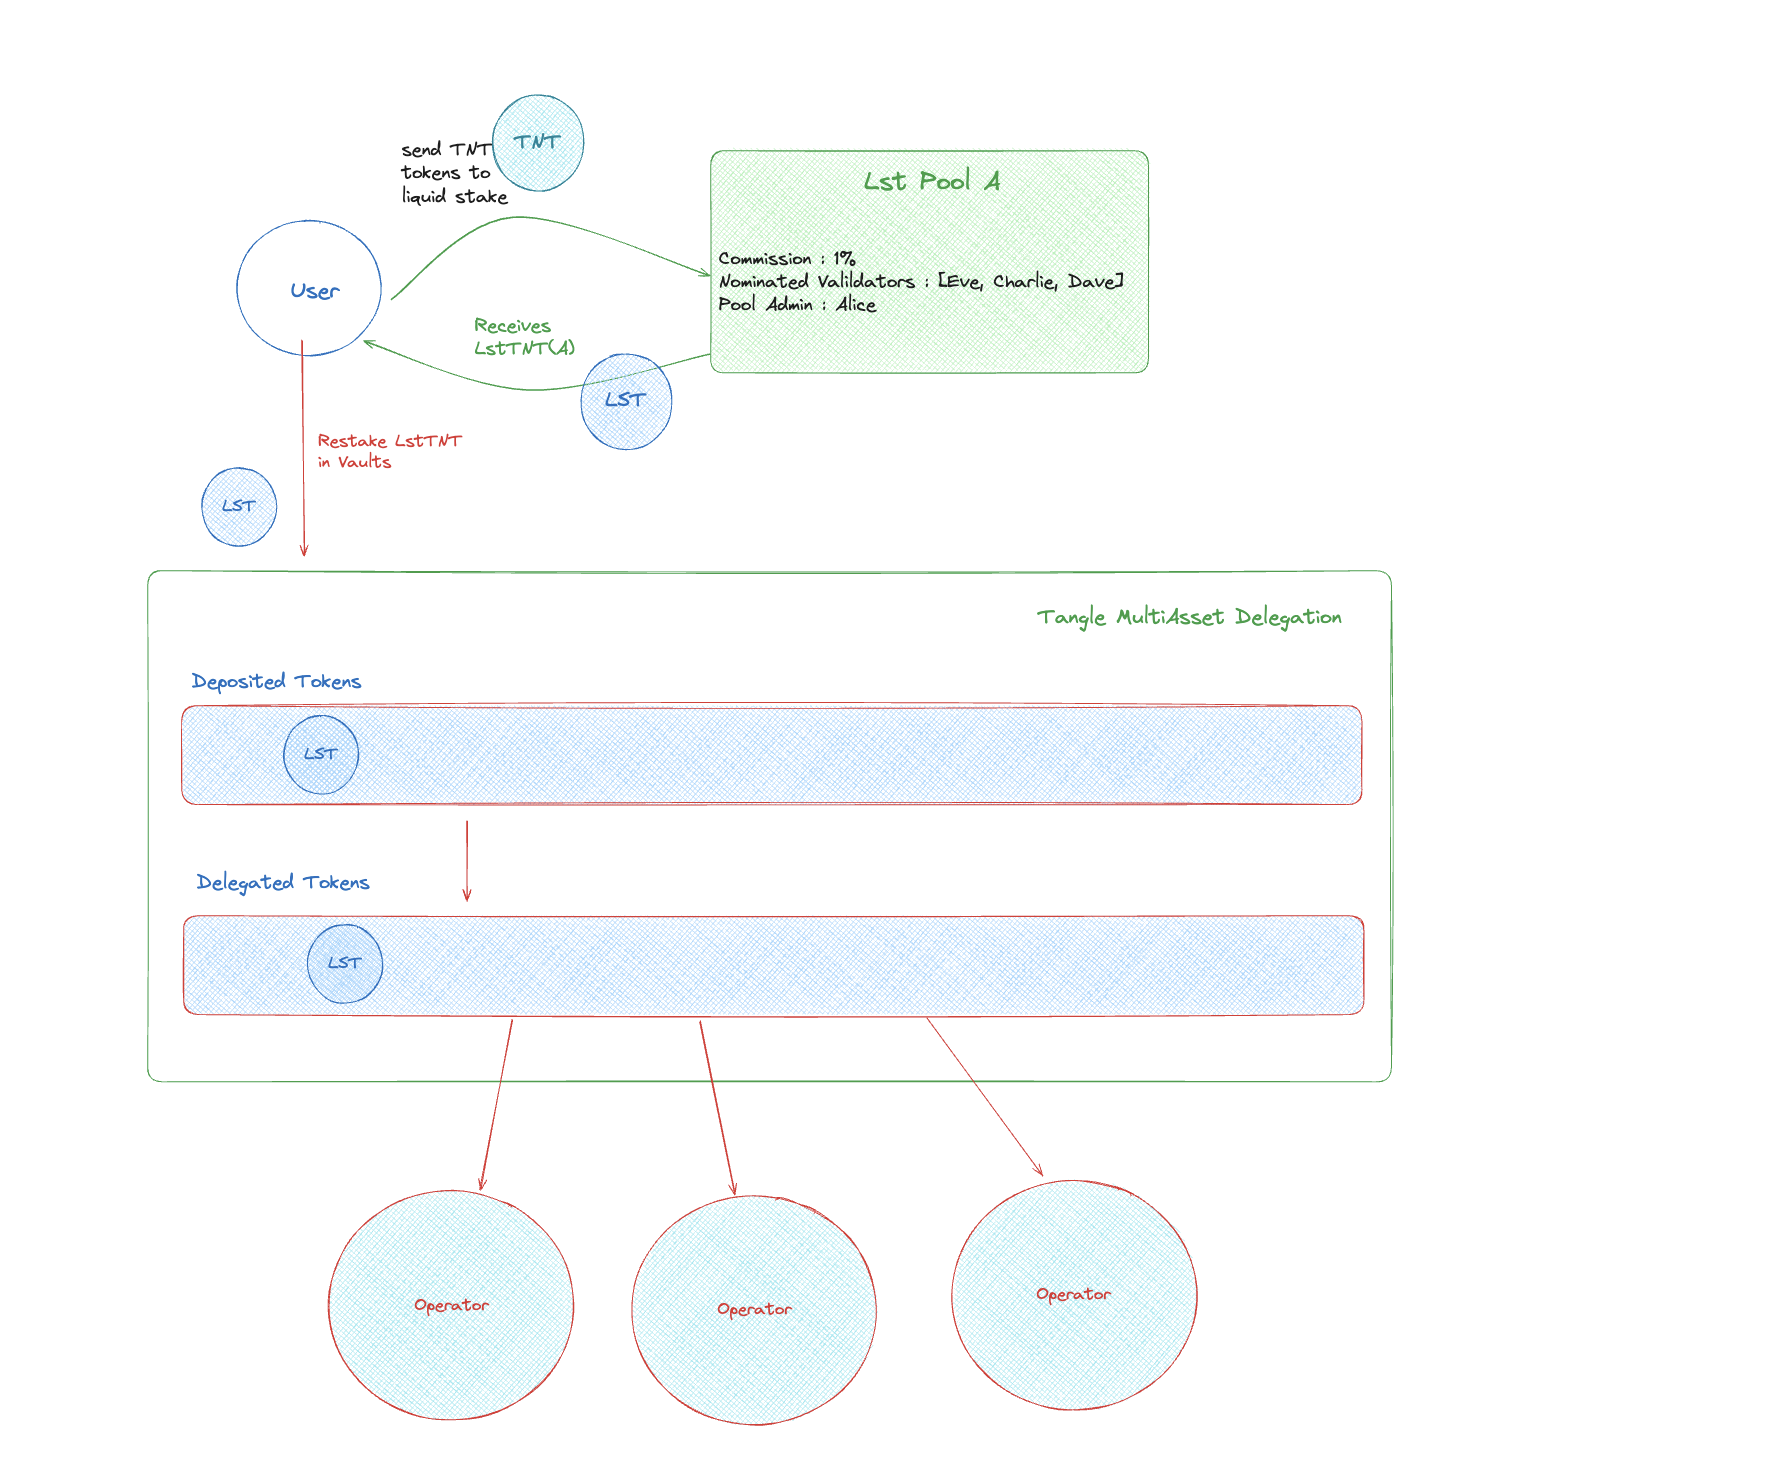 TNT
send TNT
tokens to
liquid stake
Lst Pool A
Commission : 1%
Nominated Valildators : [Eve, Charlie, Dave]
Pool Admin : Alice
User
Receives
LstTNT(A)
LST
Restake LstTNT
in Vaults
LST
Tangle MultiAsset Delegation
Deposited Tokens
LST
Delegated Tokens
LST
Operator
Operator
Operator